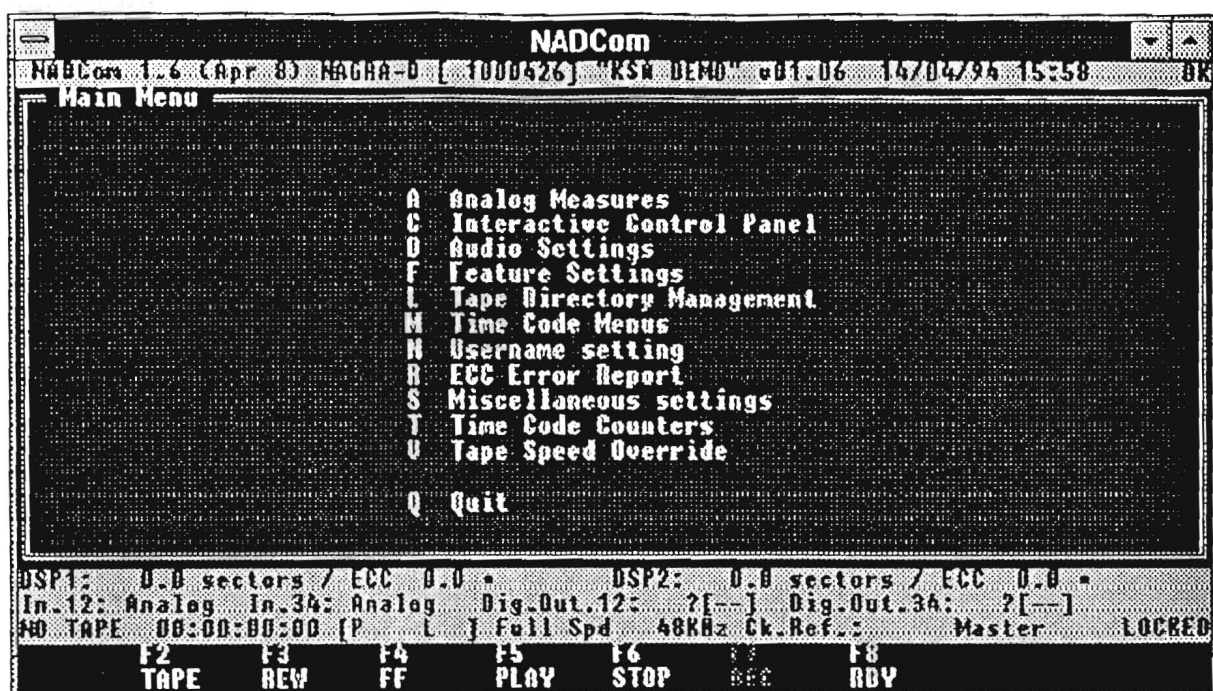 NADCom
NADCom 1.6 (Apr 8) NAGRA-D [ 1000426] "KSA DEMO" v01.06 14/04/94 15:58 OK
Main Menu
A Analog Measures
C Interactive Control Panel
D Audio Settings
F Feature Settings
L Tape Directory Management
M Time Code Menus
N Username setting
R ECC Error Report
S Miscellaneous settings
T Time Code Counters
U Tape Speed Override
Q Quit
DSP1: 0.0 sectors / ECC 0.0 * DSP2: 0.0 sectors / ECC 0.0 *
In.12: Analog In.34: Analog Dig.Out.12: ?[--] Dig.Out.34: ?[--]
NO TAPE 00:00:00:00 [P L ] Full Spd 48KHz Ck.Ref.: Master LOCKED
F2 F3 F4 F5 F6 F7 F8
TAPE REW FF PLAY STOP REC RDY